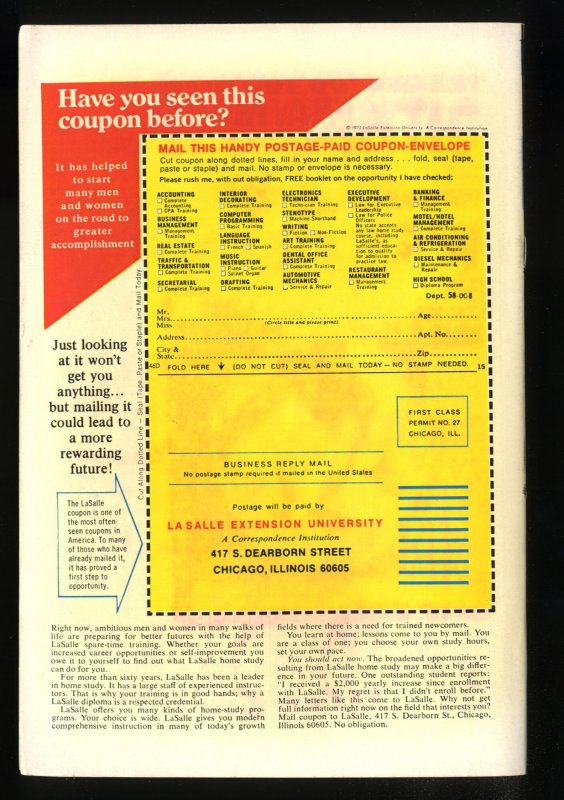 Have you seen this
coupon before?
© 1972 LaSalle Extension University A Correspondence Institution
It has helped
to start
many men
and women
on the road to
greater
accomplishment
MAIL THIS HANDY POSTAGE-PAID COUPON-ENVELOPE
Cut coupon along dotted lines, fill in your name and address . . . fold, seal (tape,
paste or staple) and mail. No stamp or envelope is necessary.
Please rush me, with out obligation, FREE booklet on the opportunity I have checked:
ACCOUNTING
Complete
Accounting
CPA Training
BUSINESS
MANAGEMENT
Management
Training
REAL ESTATE
Complete Training
TRAFFIC &
TRANSPORTATION
Complete Training
SECRETARIAL
Complete Training
INTERIOR
DECORATING
Complete Training
COMPUTER
PROGRAMMING
Basic Training
LANGUAGE
INSTRUCTION
French Spanish
MUSIC
INSTRUCTION
Piano Guitar
Spinet Organ
DRAFTING
Complete Training
ELECTRONICS
TECHNICIAN
Technician Training
STENOTYPE
Machine Shorthand
WRITING
Fiction Non-Fiction
ART TRAINING
Complete Training
DENTAL OFFICE
ASSISTANT
Complete Training
AUTOMOTIVE
MECHANICS
Service & Repair
EXECUTIVE
DEVELOPMENT
Law for Executive
Leadership
Law for Police
Officers
No state accepts
any law home study
course, including
LaSalle's, as
sufficient educa-
tion to qualify
for admission to
practice law.
RESTAURANT
MANAGEMENT
Management
Training
BANKING
& FINANCE
Management
Training
MOTEL/HOTEL
MANAGEMENT
Complete Training
AIR CONDITIONING
& REFRIGERATION
Service & Repair
DIESEL MECHANICS
Maintenance &
Repair
HIGH SCHOOL
Diploma Program
Dept. 58-008
Mr.
Mrs. Age
Miss (Circle title and please print)
Address Apt. No.
City &
State Zip
46D FOLD HERE ↓ (DO NOT CUT) SEAL AND MAIL TODAY – NO STAMP NEEDED. 15
Cut Along Dotted Line – Seal (Tape, Paste or Staple) and Mail Today.
Just looking
at it won't
get you
anything...
but mailing it
could lead to
a more
rewarding
future!
The LaSalle
coupon is one of
the most often-
seen coupons in
America. To many
of those who have
already mailed it,
it has proved a
first step to
opportunity.
FIRST CLASS
PERMIT NO. 27
CHICAGO, ILL.
BUSINESS REPLY MAIL
No postage stamp required if mailed in the United States
Postage will be paid by
LA SALLE EXTENSION UNIVERSITY
A Correspondence Institution
417 S. DEARBORN STREET
CHICAGO, ILLINOIS 60605
Right now, ambitious men and women in many walks of
life are preparing for better futures with the help of
LaSalle spare-time training. Whether your goals are
increased career opportunities or self-improvement you
owe it to yourself to find out what LaSalle home study
can do for you.
For more than sixty years, LaSalle has been a leader
in home study. It has a large staff of experienced instruc-
tors. That is why your training is in good hands; why a
LaSalle diploma is a respected credential.
LaSalle offers you many kinds of home-study pro-
grams. Your choice is wide. LaSalle gives you modern
comprehensive instruction in many of today's growth
fields where there is a need for trained newcomers.
You learn at home; lessons come to you by mail. You
are a class of one; you choose your own study hours,
set your own pace.
You should act now. The broadened opportunities re-
sulting from LaSalle home study may make a big differ-
ence in your future. One outstanding student reports:
"I received a $2,000 yearly increase since enrollment
with LaSalle. My regret is that I didn't enroll before."
Many letters like this come to LaSalle. Why not get
full information right now on the field that interests you?
Mail coupon to LaSalle, 417 S. Dearborn St., Chicago,
Illinois 60605. No obligation.